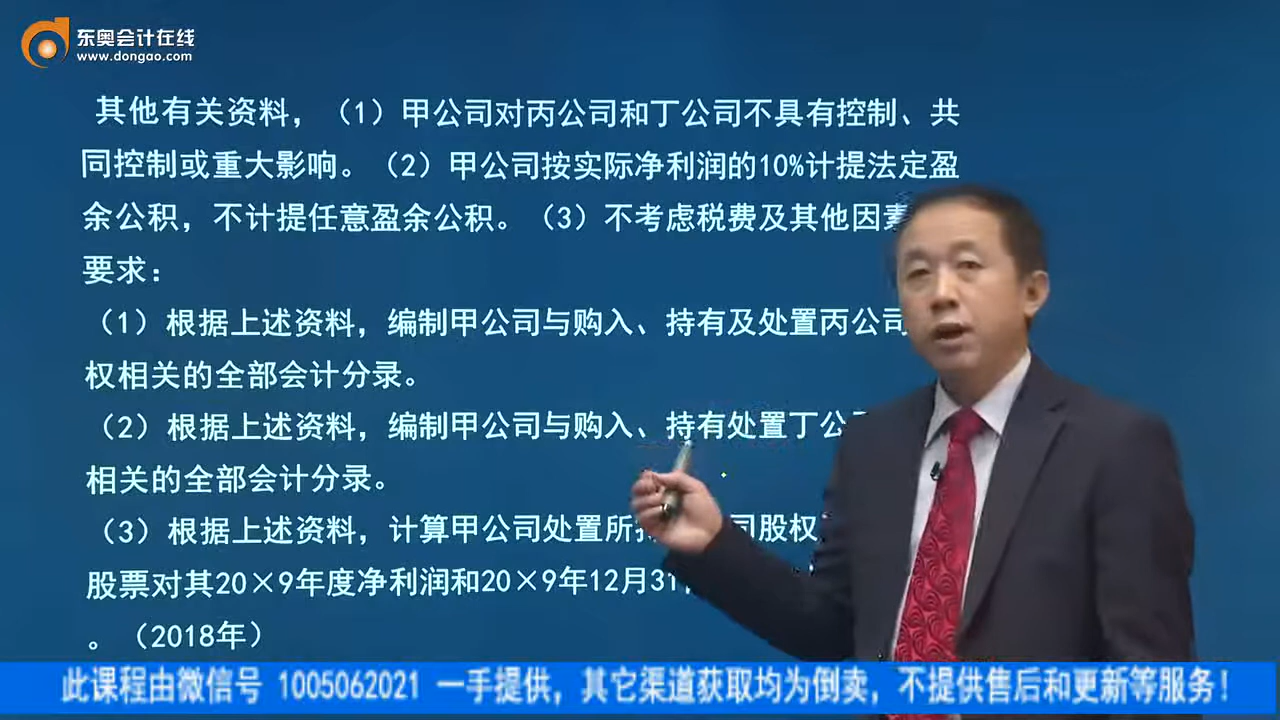 东奥会计在线
www.dongao.com
其他有关资料，（1）甲公司对丙公司和丁公司不具有控制、共
同控制或重大影响。（2）甲公司按实际净利润的10%计提法定盈
余公积，不计提任意盈余公积。（3）不考虑税费及其他因素
要求：
（1）根据上述资料，编制甲公司与购入、持有及处置丙公司
权相关的全部会计分录。
（2）根据上述资料，编制甲公司与购入、持有处置丁公
相关的全部会计分录。
（3）根据上述资料，计算甲公司处置所 司股权
股票对其20×9年度净利润和20×9年12月31
。（2018年）
此课程由微信号 1005062021 一手提供，其它渠道获取均为倒卖，不提供售后和更新等服务！